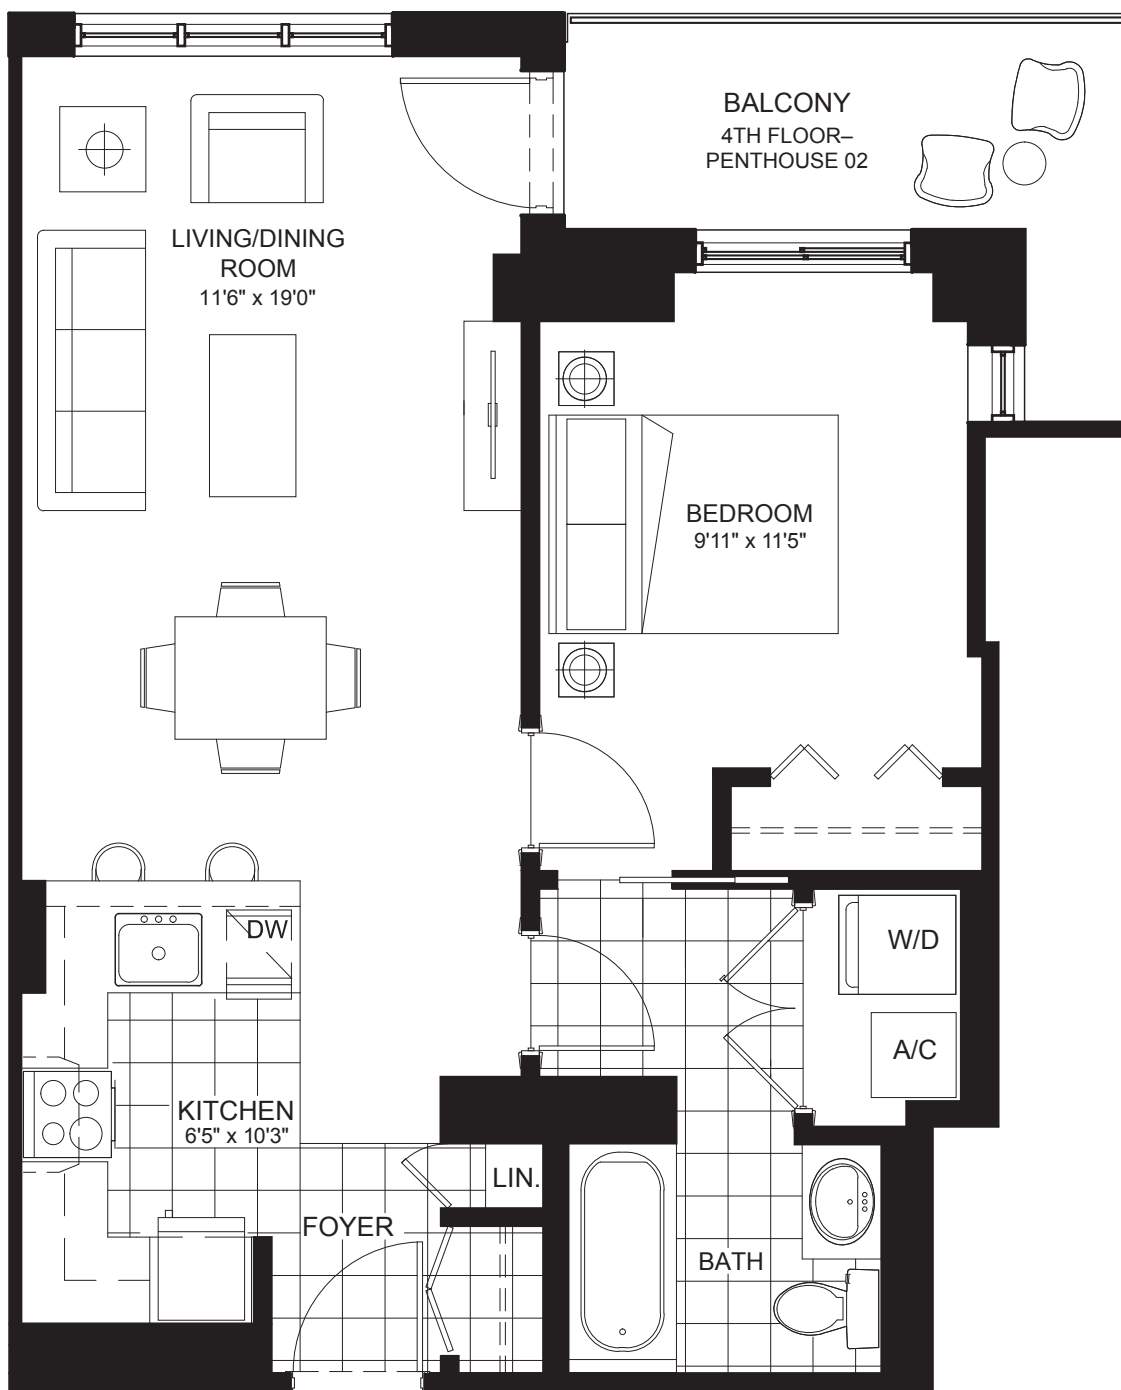 BALCONY
4TH FLOOR–
PENTHOUSE 02
LIVING/DINING
ROOM
11'6" x 19'0"
BEDROOM
9'11" x 11'5"
DW
W/D
A/C
KITCHEN
6'5" x 10'3"
LIN.
FOYER
BATH